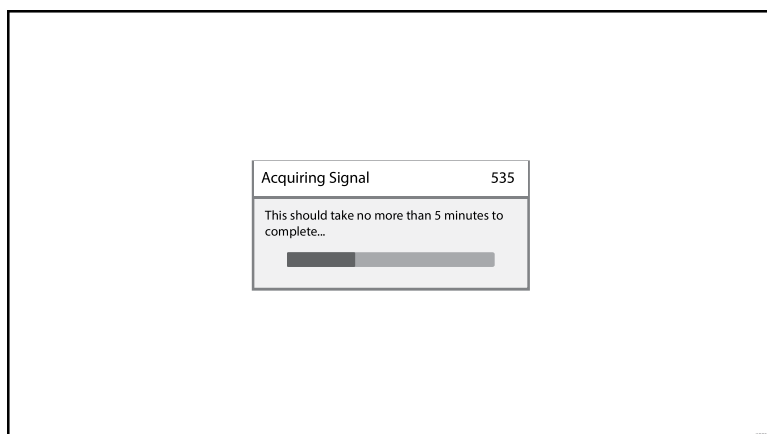 Acquiring Signal 535
This should take no more than 5 minutes to
complete...